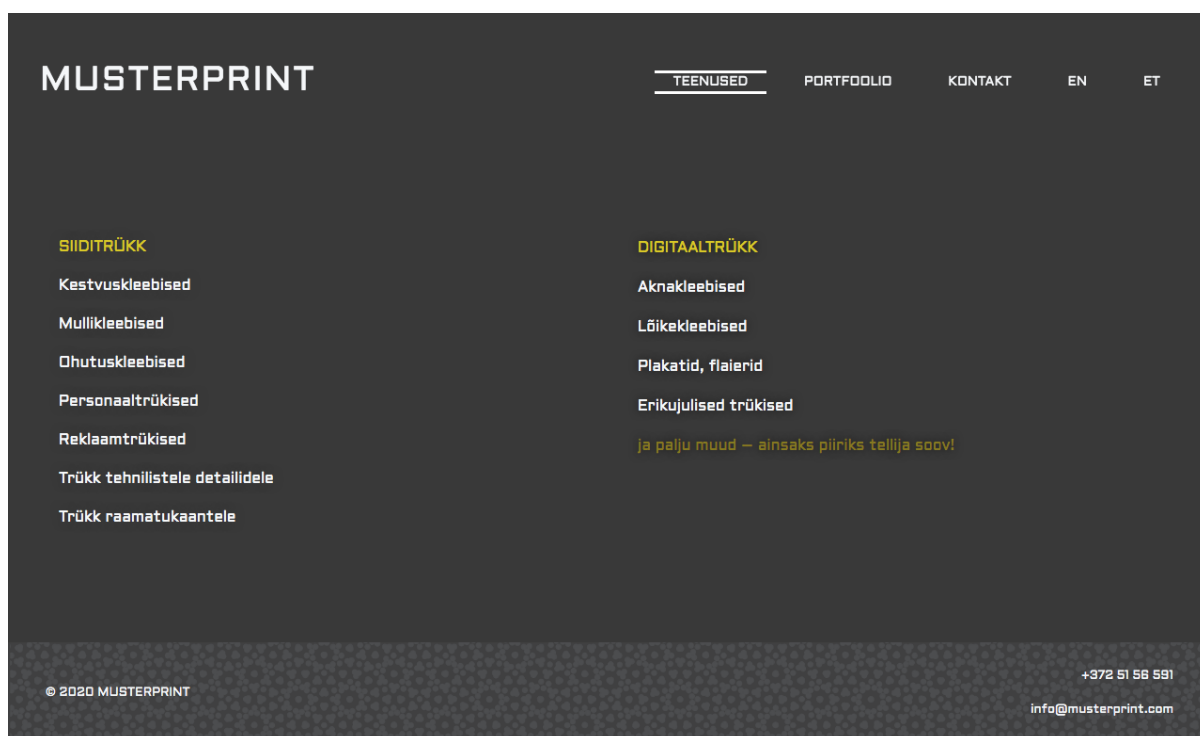 MUSTERPRINT
TEENUSED
PORTFOOLIO
KONTAKT
EN
ET
SIIDITRÜKK
Kestvuskleebised
Mullikleebised
Ohutuskleebised
Personaaltrükised
Reklaamtrükised
Trükk tehnilistele detailidele
Trükk raamatukaantele
DIGITAALTRÜKK
Aknakleebised
Lõikekleebised
Plakatid, flaierid
Erikujulised trükised
ja palju muud – ainsaks piiriks tellija soov!
© 2020 MUSTERPRINT
+372 51 56 591
info@musterprint.com